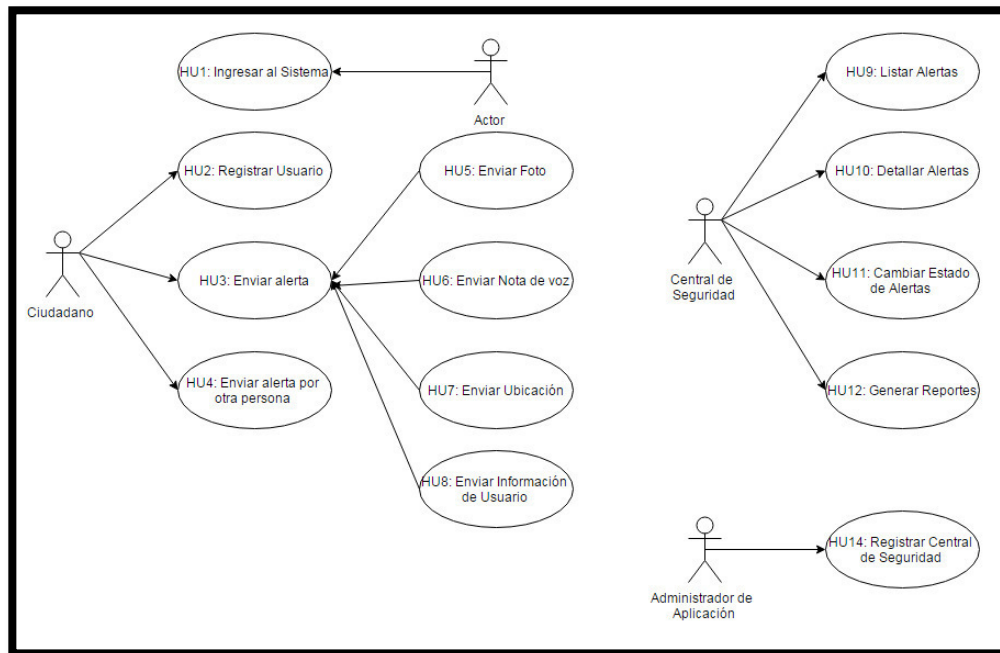 HU1: Ingresar al Sistema
Actor
HU2: Registrar Usuario
HU5: Enviar Foto
Ciudadano
HU3: Enviar alerta
HU6: Enviar Nota de voz
HU4: Enviar alerta por
otra persona
HU7: Enviar Ubicación
HU8: Enviar Información
de Usuario
HU9: Listar Alertas
HU10: Detallar Alertas
Central de
Seguridad
HU11: Cambiar Estado
de Alertas
HU12: Generar Reportes
Administrador de
Aplicación
HU14: Registrar Central
de Seguridad